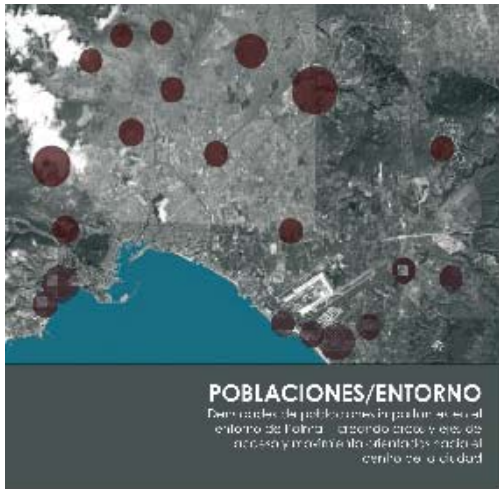 POBLACIONES/ENTORNO
Densidades de poblaciones importantes en el
entorno de Palma creando arcos y ejes de
acceso y movimiento orientados hacia el
centro de la ciudad